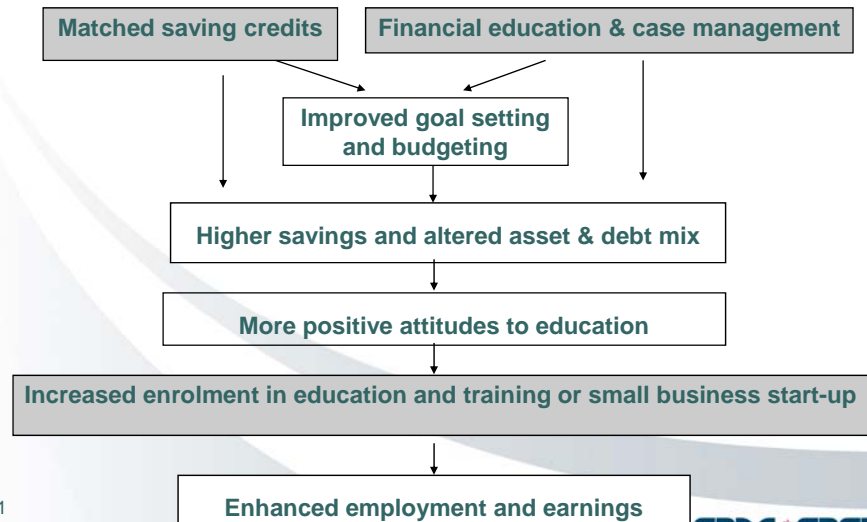 Matched saving credits
Financial education & case management
Improved goal setting
and budgeting
Higher savings and altered asset & debt mix
More positive attitudes to education
Increased enrolment in education and training or small business start-up
Enhanced employment and earnings
1